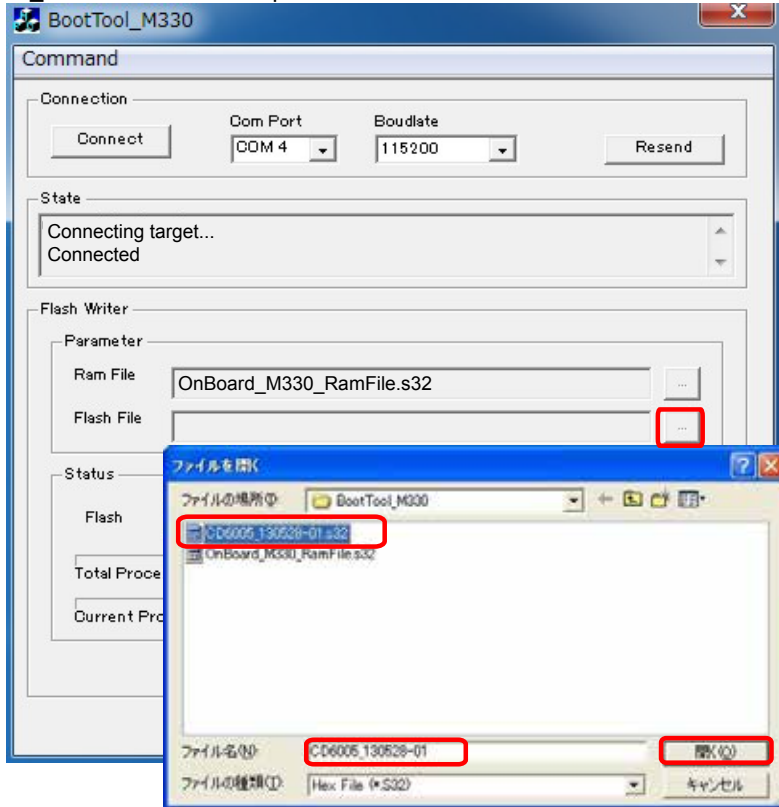 BootTool_M330
X
Command
Connection
Com Port
Boudlate
Connect
COM 4
115200
Resend
State
Connecting target...
Connected
Flash Writer
Parameter
Ram File
OnBoard_M330_RamFile.s32
...
Flash File
...
Status
ファイルを開く
? X
ファイルの場所(I):
BootTool_M330
Flash
CD6005_130528-01.s32
OnBoard_M330_RamFile.s32
Total Proce
Current Pro
ファイル名(N):
CD6005_130528-01
開く(O)
ファイルの種類(T):
Hex File (*.S32)
キャンセル